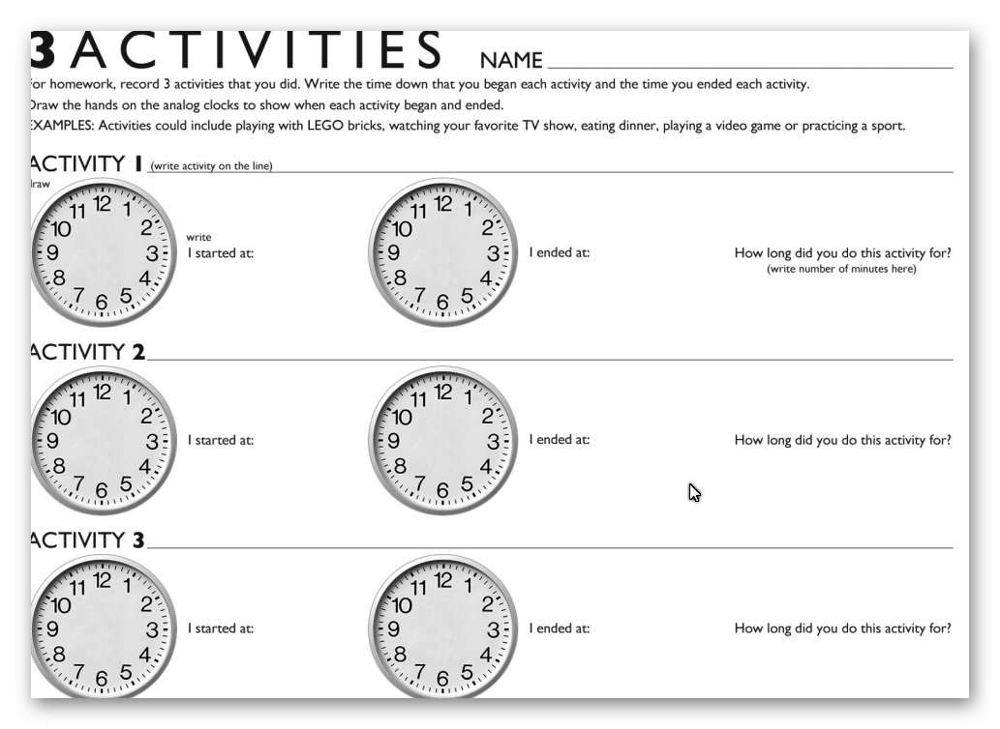 3 ACTIVITIES NAME
For homework, record 3 activities that you did. Write the time down that you began each activity and the time you ended each activity.
Draw the hands on the analog clocks to show when each activity began and ended.
EXAMPLES: Activities could include playing with LEGO bricks, watching your favorite TV show, eating dinner, playing a video game or practicing a sport.
ACTIVITY 1 (write activity on the line)
draw
12 1 2 3 4 5 6 7 8 9 10 11
write
I started at:
12 1 2 3 4 5 6 7 8 9 10 11
I ended at:
How long did you do this activity for?
(write number of minutes here)
ACTIVITY 2
12 1 2 3 4 5 6 7 8 9 10 11
I started at:
12 1 2 3 4 5 6 7 8 9 10 11
I ended at:
How long did you do this activity for?
ACTIVITY 3
12 1 2 3 4 5 6 7 8 9 10 11
I started at:
12 1 2 3 4 5 6 7 8 9 10 11
I ended at:
How long did you do this activity for?